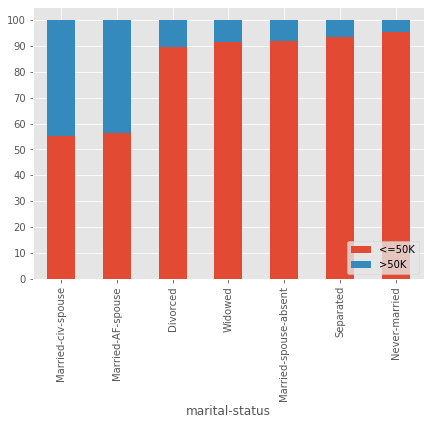 100
90
80
70
60
50
40
30
20
10
0
<=50K
>50K
Married-civ-spouse
Married-AF-spouse
Divorced
Widowed
Married-spouse-absent
Separated
Never-married
marital-status